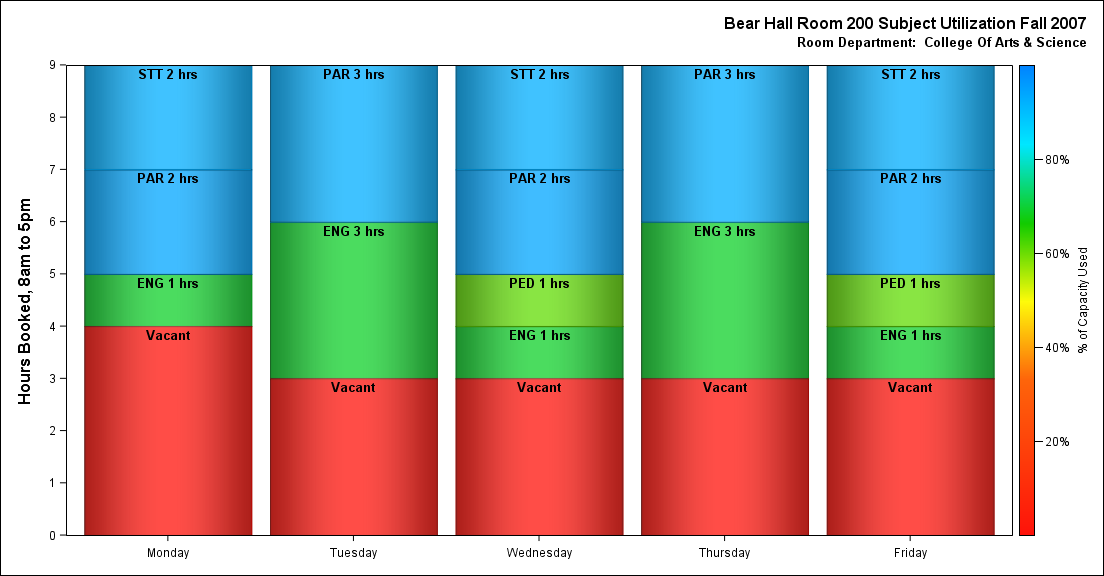 Bear Hall Room 200 Subject Utilization Fall 2007
Room Department:  College Of Arts & Science
Hours Booked, 8am to 5pm
9
8
7
6
5
4
3
2
1
0
STT 2 hrs
PAR 2 hrs
ENG 1 hrs
Vacant
Monday
PAR 3 hrs
ENG 3 hrs
Vacant
Tuesday
STT 2 hrs
PAR 2 hrs
PED 1 hrs
ENG 1 hrs
Vacant
Wednesday
PAR 3 hrs
ENG 3 hrs
Vacant
Thursday
STT 2 hrs
PAR 2 hrs
PED 1 hrs
ENG 1 hrs
Vacant
Friday
80%
60%
40%
20%
% of Capacity Used